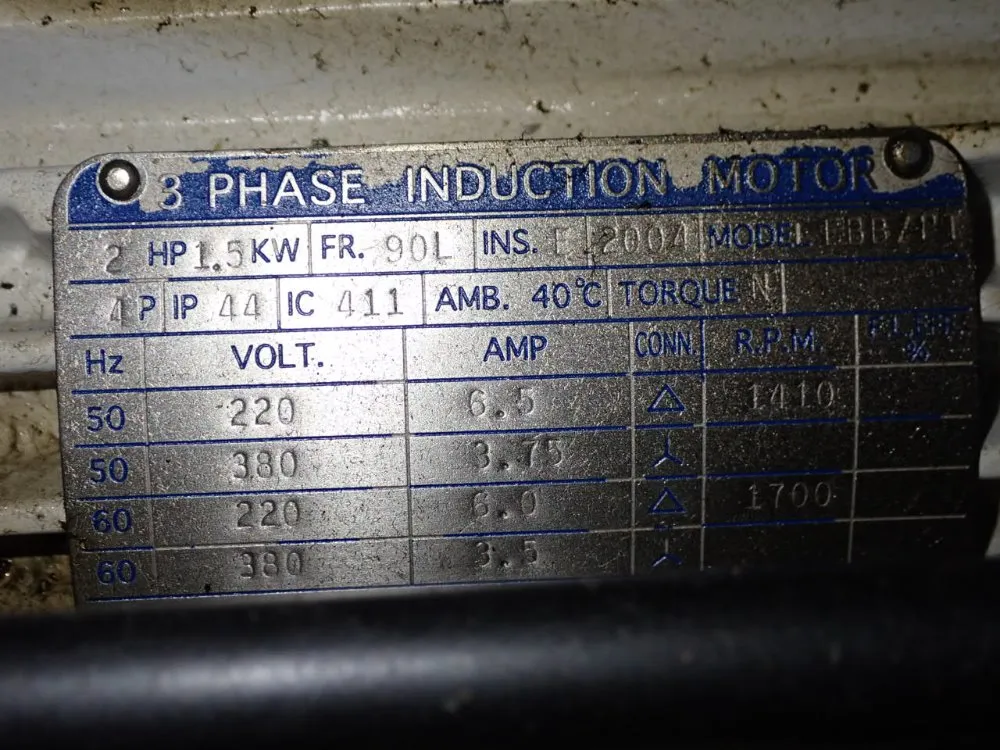 3 PHASE INDUCTION MOTOR
2 HP 1.5 KW FR. 90L INS. E 2004 MODEL
4 P IP 44 IC 411 AMB. 40°C TORQUE N
Hz VOLT. AMP CONN. R.P.M. %
50 220 6.5 △ 1410
50 380 3.75 人
60 220 6.0 △ 1700
60 380 3.5 人